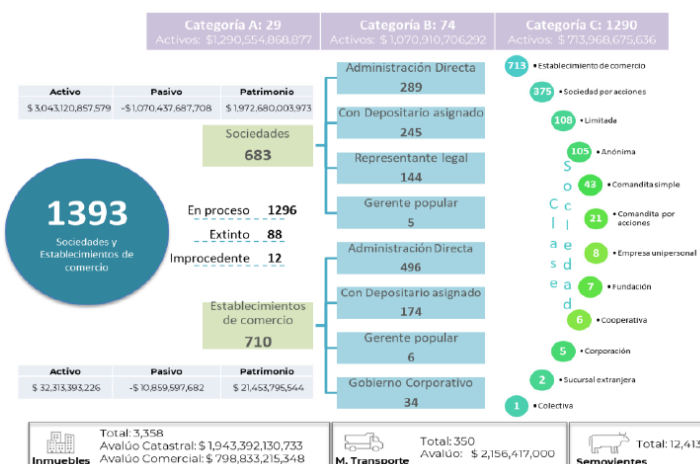 Categoría A: 29
Activos: $1,290,554,868,877
Categoría B: 74
Activos: $1,070,910,706,292
Categoría C: 1290
Activos: $713,968,675,636
Activo Pasivo Patrimonio
$3,043,120,857,579 -$1,070,437,687,708 $1,972,680,003,973
Sociedades
683
Administración Directa
289
Con Depositario asignado
245
Representante legal
144
Gerente popular
5
1393
Sociedades y
Establecimientos de
comercio
En proceso 1296
Extinto 88
Improcedente 12
Establecimientos
de comercio
710
Administración Directa
496
Con Depositario asignado
174
Gerente popular
6
Gobierno Corporativo
34
Activo Pasivo Patrimonio
$32,313,393,226 -$10,859,597,682 $21,453,795,544
Clase
Sociedad
713 •Establecimiento de comercio
375 •Sociedad por acciones
108 •Limitada
105 •Anónima
43 •Comandita simple
21 •Comandita por
acciones
8 •Empresa unipersonal
7 •Fundación
6 •Cooperativa
5 •Corporación
2 •Sucursal extranjera
1 •Colectiva
Inmuebles
Total: 3,358
Avalúo Catastral: $1,943,392,130,733
Avalúo Comercial: $798,833,215,348
M. Transporte
Total: 350
Avalúo: $2,156,417,000
Semovientes
Total: 12,413